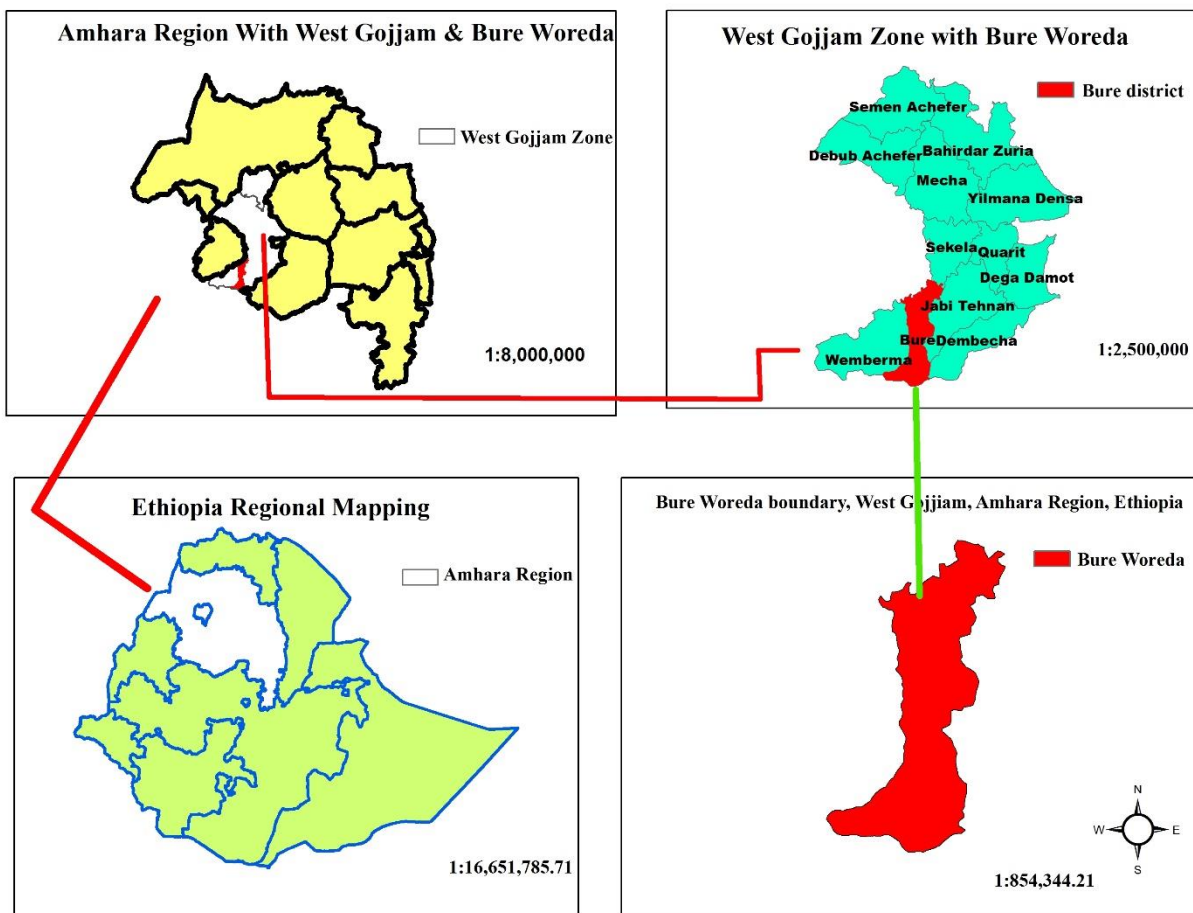 Amhara Region With West Gojjam & Bure Woreda
West Gojjam Zone
1:8,000,000
West Gojjam Zone with Bure Woreda
Bure district
Semen Achefer
Debub Achefer
Bahirdar Zuria
Mecha
Yilmana Densa
Sekela
Quarit
Dega Damot
Jabi Tehnan
Bure
Dembecha
Wemberma
1:2,500,000
Ethiopia Regional Mapping
Amhara Region
1:16,651,785.71
Bure Woreda boundary, West Gojjiam, Amhara Region, Ethiopia
Bure Woreda
N
W
E
S
1:854,344.21